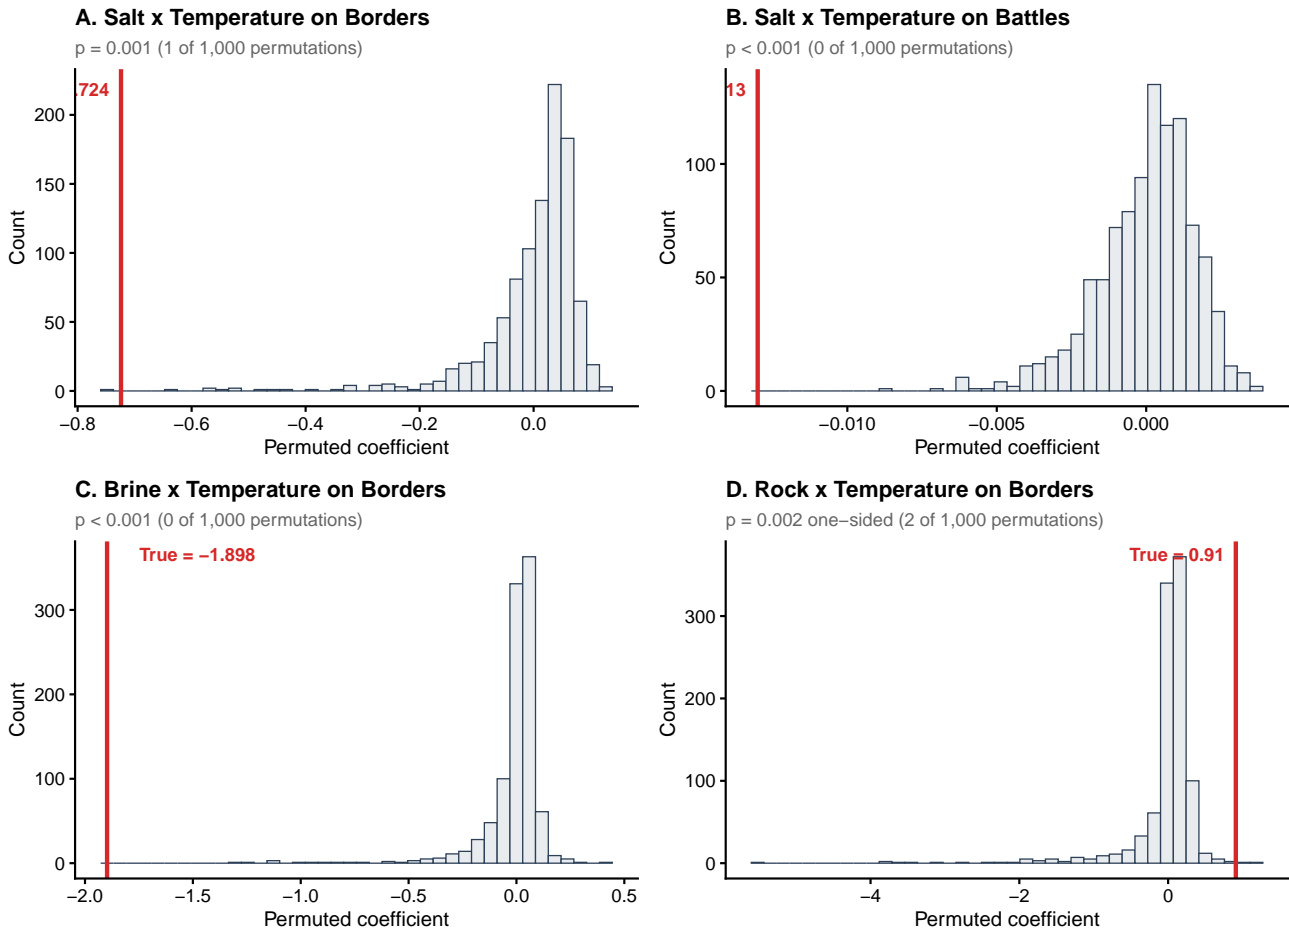 A. Salt x Temperature on Borders
p = 0.001 (1 of 1,000 permutations)
.724
200
150
100
50
0
Count
−0.8 −0.6 −0.4 −0.2 0.0
Permuted coefficient
B. Salt x Temperature on Battles
p < 0.001 (0 of 1,000 permutations)
13
100
50
0
Count
−0.010 −0.005 0.000
Permuted coefficient
C. Brine x Temperature on Borders
p < 0.001 (0 of 1,000 permutations)
True = −1.898
300
200
100
0
Count
−2.0 −1.5 −1.0 −0.5 0.0 0.5
Permuted coefficient
D. Rock x Temperature on Borders
p = 0.002 one−sided (2 of 1,000 permutations)
True = 0.91
300
200
100
0
Count
−4 −2 0
Permuted coefficient